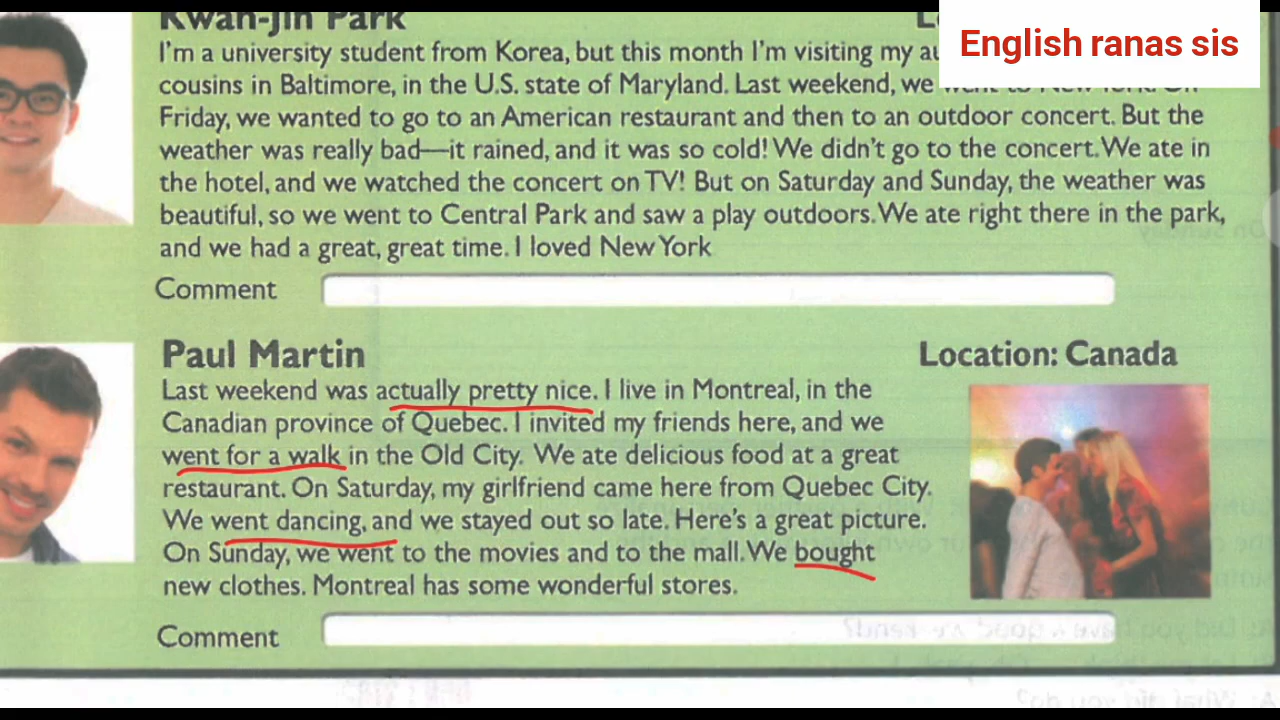 Kwan-Jin Park
English ranas sis
I'm a university student from Korea, but this month I'm visiting my
cousins in Baltimore, in the U.S. state of Maryland. Last weekend, we went to New York. On
Friday, we wanted to go to an American restaurant and then to an outdoor concert. But the
weather was really bad—it rained, and it was so cold! We didn't go to the concert. We ate in
the hotel, and we watched the concert on TV! But on Saturday and Sunday, the weather was
beautiful, so we went to Central Park and saw a play outdoors. We ate right there in the park,
and we had a great, great time. I loved New York
Comment
Paul Martin
Location: Canada
Last weekend was actually pretty nice. I live in Montreal, in the
Canadian province of Quebec. I invited my friends here, and we
went for a walk in the Old City. We ate delicious food at a great
restaurant. On Saturday, my girlfriend came here from Quebec City.
We went dancing, and we stayed out so late. Here's a great picture.
On Sunday, we went to the movies and to the mall. We bought
new clothes. Montreal has some wonderful stores.
Comment